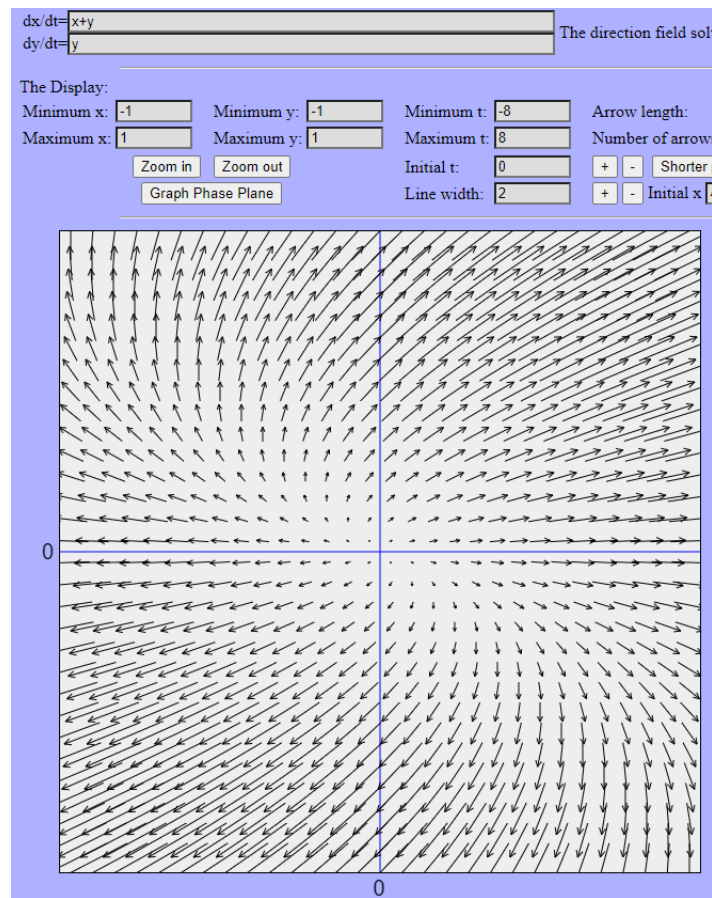 dx/dt= x+y
dy/dt= y
The direction field sol
The Display:
Minimum x: -1 Minimum y: -1 Minimum t: -8 Arrow length:
Maximum x: 1 Maximum y: 1 Maximum t: 8 Number of arrows
Zoom in Zoom out Initial t: 0 + - Shorter
Graph Phase Plane Line width: 2 + - Initial x
0
0